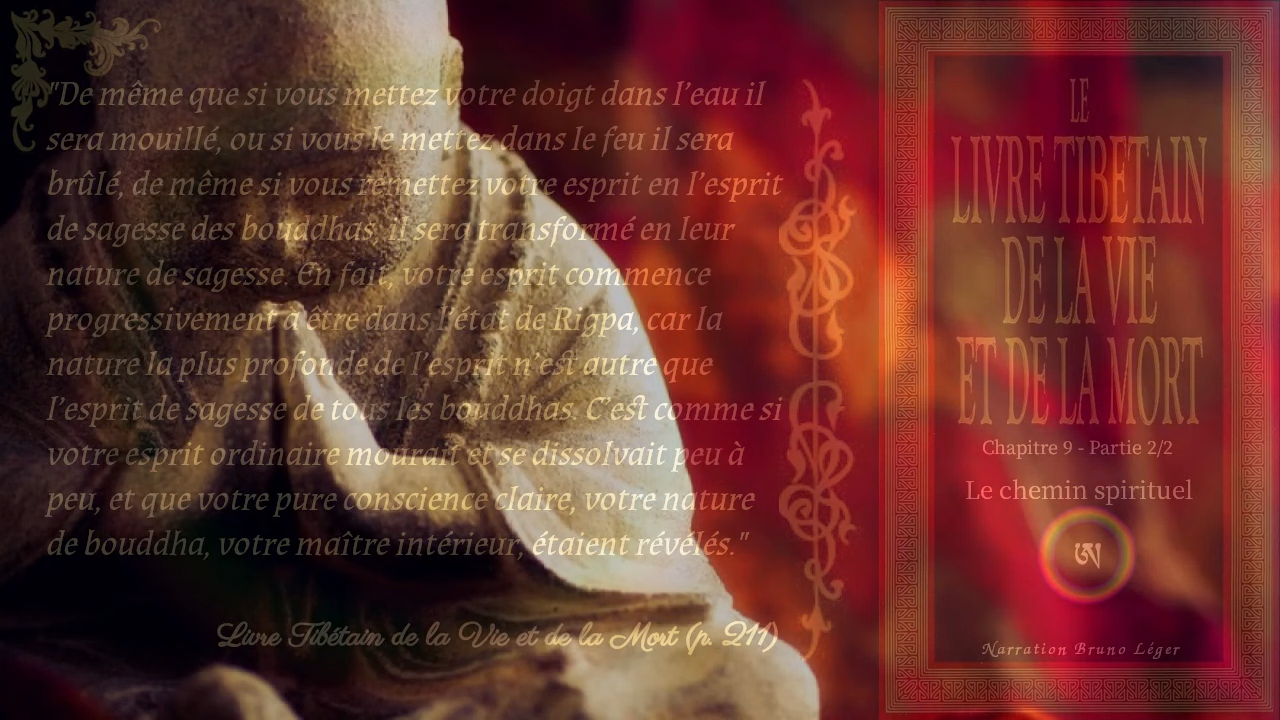 "De même que si vous mettez votre doigt dans l'eau il
sera mouillé, ou si vous le mettez dans le feu il sera
brûlé, de même si vous remettez votre esprit en l'esprit
de sagesse des bouddhas, il sera transformé en leur
nature de sagesse. En fait, votre esprit commence
progressivement à être dans l'état de Rigpa, car la
nature la plus profonde de l'esprit n'est autre que
l'esprit de sagesse de tous les bouddhas. C'est comme si
votre esprit ordinaire mourait et se dissolvait peu à
peu, et que votre pure conscience claire, votre nature
de bouddha, votre maître intérieur, étaient révélés."
Livre Tibétain de la Vie et de la Mort (p. 211)
LE
LIVRE TIBETAIN
DE LA VIE
ET DE LA MORT
Chapitre 9 - Partie 2/2
Le chemin spirituel
Narration Bruno Léger